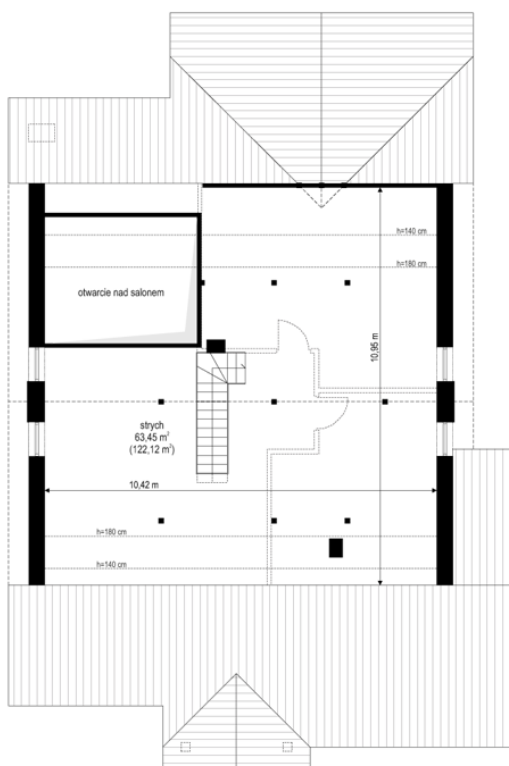 h=140 cm
h=180 cm
otwarcie nad salonem
10,95 m
strych
63,45 m²
(122,12 m²)
10,42 m
h=180 cm
h=140 cm